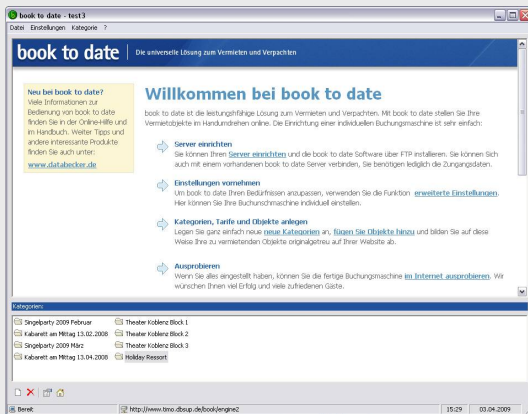 book to date - test3
Datei Einstellungen Kategorie ?
book to date Die universelle Lösung zum Vermieten und Verpachten
Neu bei book to date?
Viele Informationen zur
Bedienung von book to date
finden Sie in der Online-Hilfe und
im Handbuch. Weiter Tipps und
andere interessante Produkte
finden Sie auch unter:
www.databecker.de
Willkommen bei book to date
book to date ist die leistungsfähige Lösung zum Vermieten und Verpachten. Mit book to date stellen Sie Ihre
Vermietobjekte im Handumdrehen online. Die Einrichtung einer individuellen Buchungsmaschine ist sehr einfach:
Server einrichten
Sie können Ihren Server einrichten und die book to date Software über FTP installieren. Sie können Sich
auch mit einem vorhandenen book to date Server verbinden, Sie benötigen lediglich die Zugangsdaten.
Einstellungen vornehmen
Um book to date Ihren Bedürfnissen anzupassen, verwenden Sie die Funktion erweiterte Einstellungen.
Hier können Sie Ihre Buchungsmaschine individuell einstellen.
Kategorien, Tarife und Objekte anlegen
Legen Sie ganz einfach neue Kategorien an, fügen Sie Objekte hinzu und bilden Sie auf diese
Weise Ihre zu vermietenden Objekte originalgetreu auf Ihrer Website ab.
Ausprobieren
Wenn Sie alles eingestellt haben, können Sie die fertige Buchungsmaschine im Internet ausprobieren. Wir
wünschen Ihnen viel Erfolg und viele zufriedenen Gäste.
Kategorien:
Singelparty 2009 Februar
Kabarett am Mittag 13.02.2008
Singelparty 2009 März
Kabarett am Mittag 13.04.2008
Theater Koblenz Block 1
Theater Koblenz Block 2
Theater Koblenz Block 3
Holiday Ressort
Bereit http://www.timo.dbsup.de/book/engine2 15:29 03.04.2009